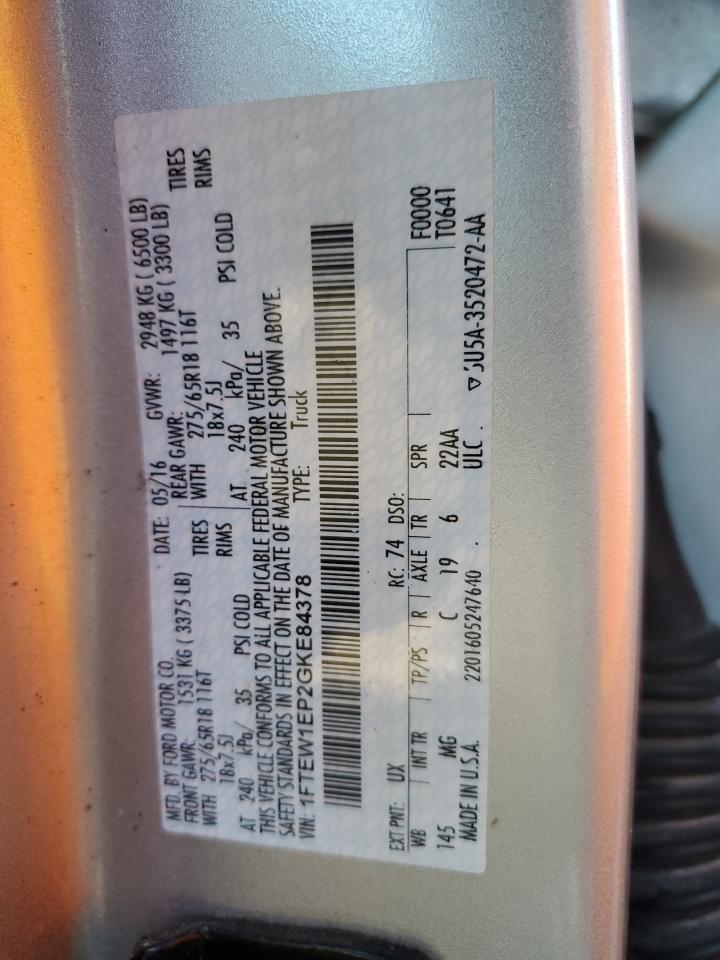 MFD. BY FORD MOTOR CO. DATE: 05/16 GVWR: 2948 KG ( 6500 LB)
FRONT GAWR: 1531 KG ( 3375 LB) REAR GAWR: 1497 KG ( 3300 LB)
WITH 275/65R18 116T TIRES WITH 275/65R18 116T TIRES
18x7.5J RIMS 18x7.5J RIMS
AT 240 kPa/ 35 PSI COLD AT 240 kPa/ 35 PSI COLD
THIS VEHICLE CONFORMS TO ALL APPLICABLE FEDERAL MOTOR VEHICLE
SAFETY STANDARDS IN EFFECT ON THE DATE OF MANUFACTURE SHOWN ABOVE.
VIN: 1FTEW1EP2GKE84378 TYPE: Truck
EXT PNT: UX RC: 74 DSO: F0000
WB INT TR TP/PS R AXLE TR SPR T0641
145 MG C 19 6 22AA
MADE IN U.S.A. 2201605247640 . ULC . ▽5U5A-3520472-AA